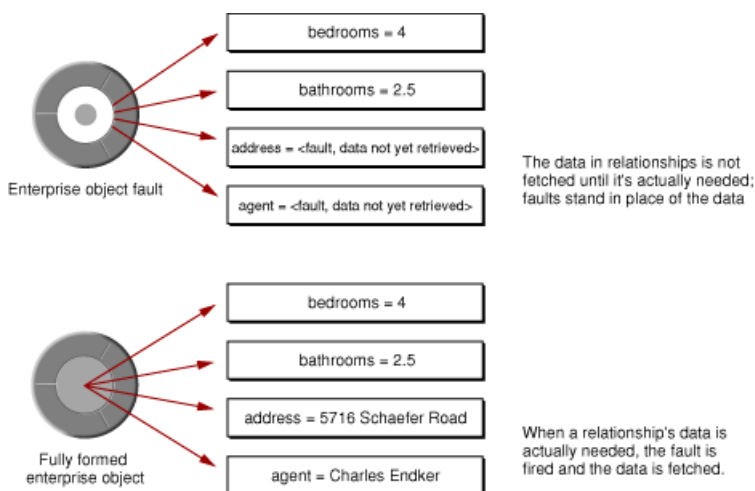 bedrooms = 4
bathrooms = 2.5
address = <fault, data not yet retrieved>
agent = <fault, data not yet retrieved>
Enterprise object fault
The data in relationships is not
fetched until it's actually needed;
faults stand in place of the data
bedrooms = 4
bathrooms = 2.5
address = 5716 Schaefer Road
agent = Charles Endker
Fully formed
enterprise object
When a relationship's data is
actually needed, the fault is
fired and the data is fetched.